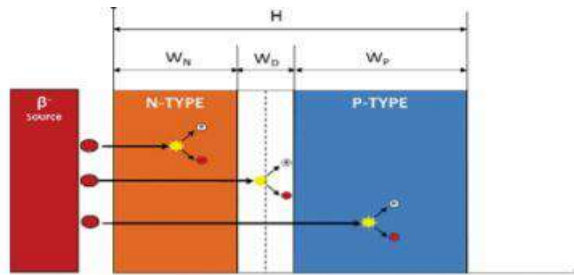 H
W_N
W_D
W_P
β-
Source
N-TYPE
P-TYPE